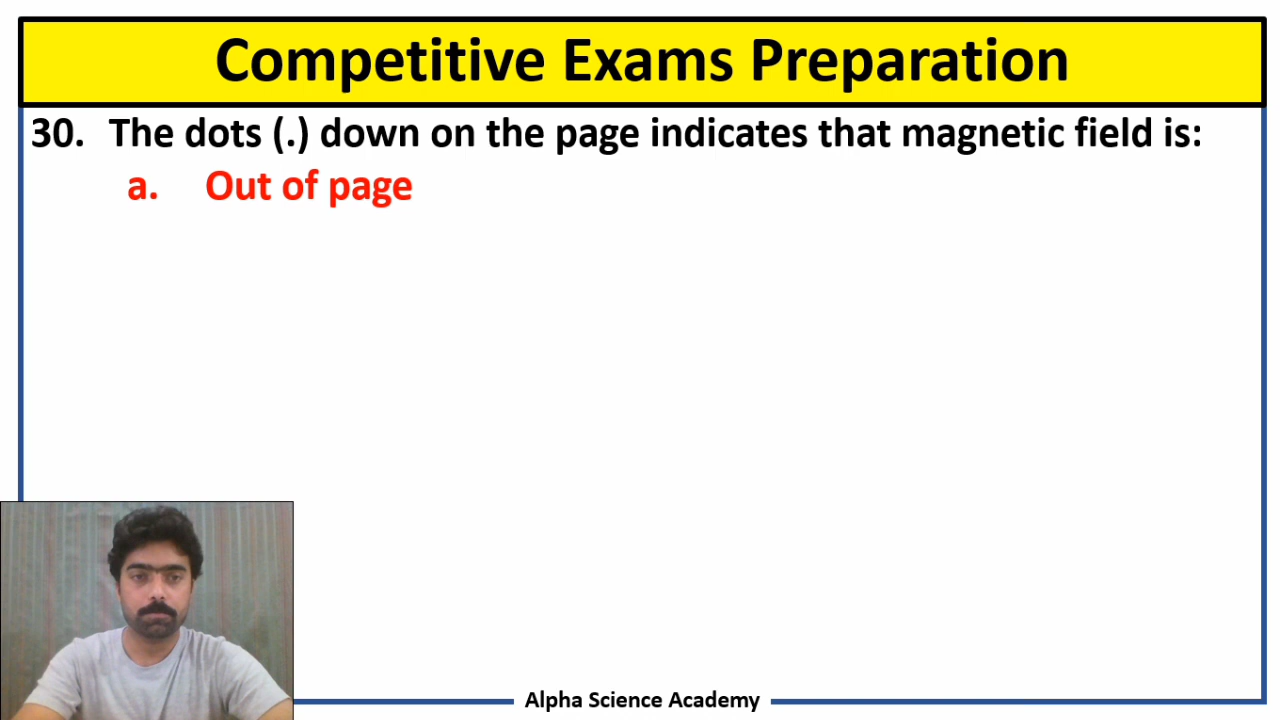 Competitive Exams Preparation
30. The dots (.) down on the page indicates that magnetic field is:
a. Out of page
Alpha Science Academy